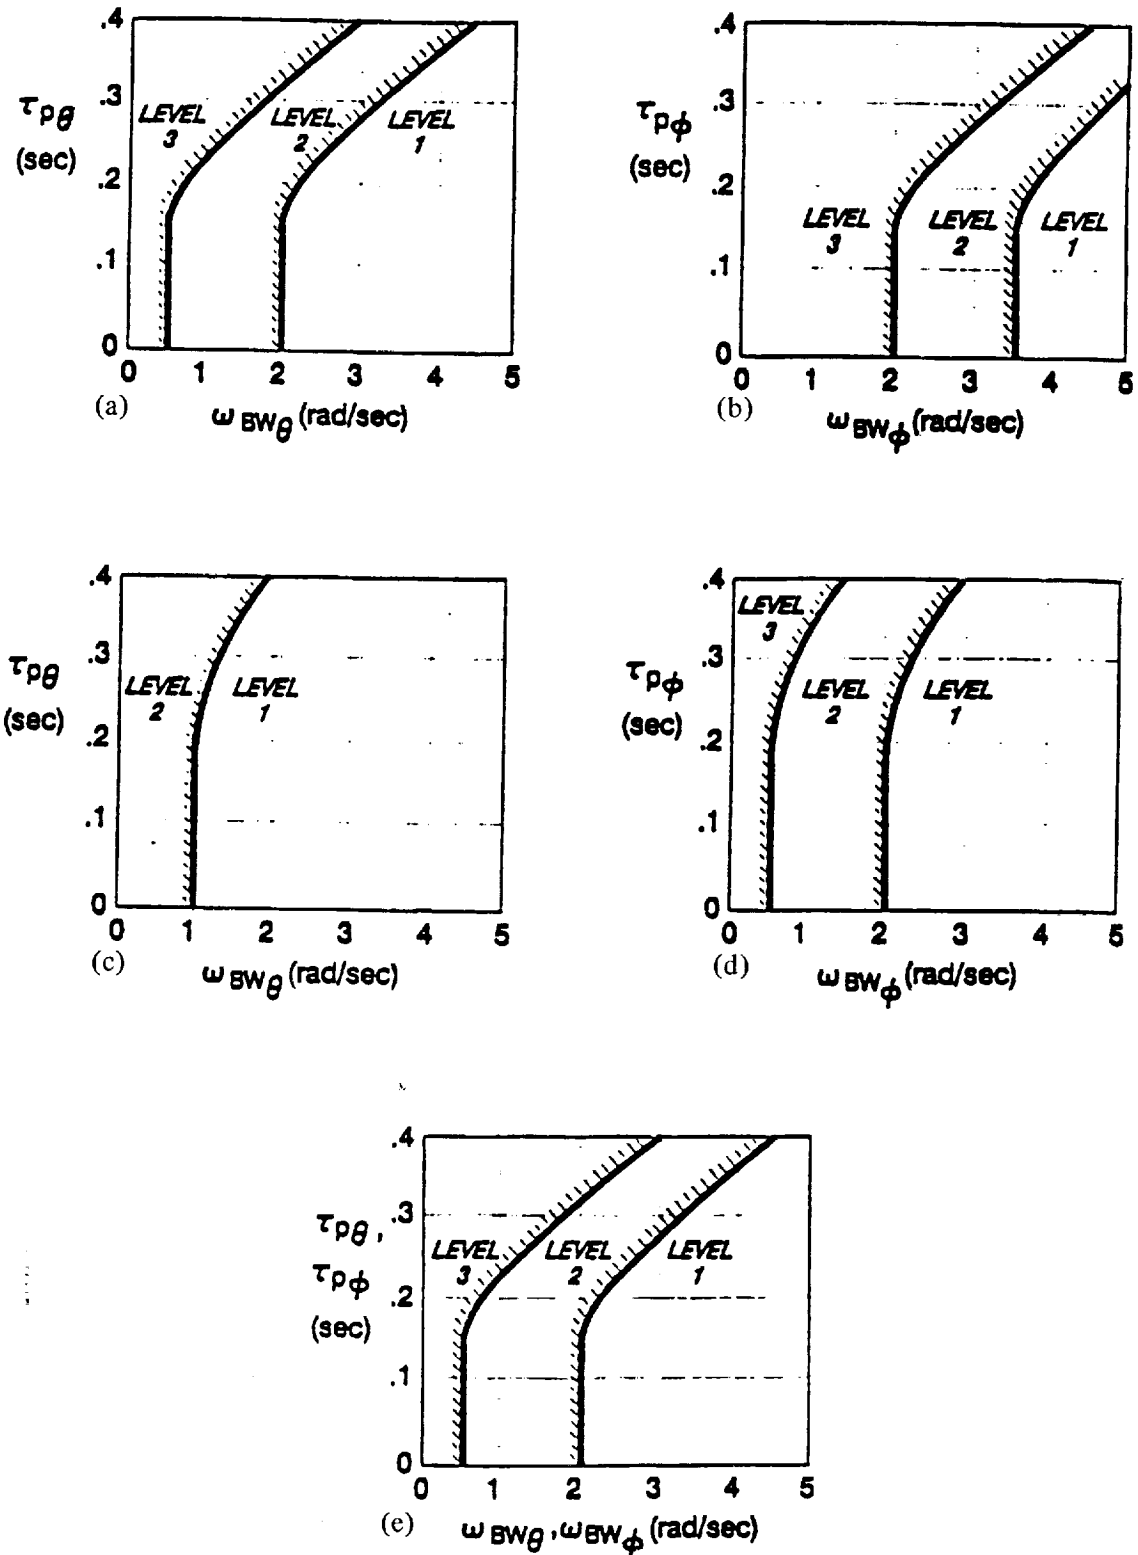 .4
.3
.2
.1
0
τpθ
(sec)
LEVEL
3
LEVEL
2
LEVEL
1
0 1 2 3 4 5
(a)
ωBWθ (rad/sec)
.4
.3
.2
.1
0
τpϕ
(sec)
LEVEL
3
LEVEL
2
LEVEL
1
0 1 2 3 4 5
(b)
ωBWϕ (rad/sec)
.4
.3
.2
.1
0
τpθ
(sec)
LEVEL
2
LEVEL
1
0 1 2 3 4 5
(c)
ωBWθ (rad/sec)
.4
.3
.2
.1
0
τpϕ
(sec)
LEVEL
3
LEVEL
2
LEVEL
1
0 1 2 3 4 5
(d)
ωBWϕ (rad/sec)
.4
.3
.2
.1
0
τpθ,
τpϕ
(sec)
LEVEL
3
LEVEL
2
LEVEL
1
0 1 2 3 4 5
(e)
ωBWθ, ωBWϕ (rad/sec)